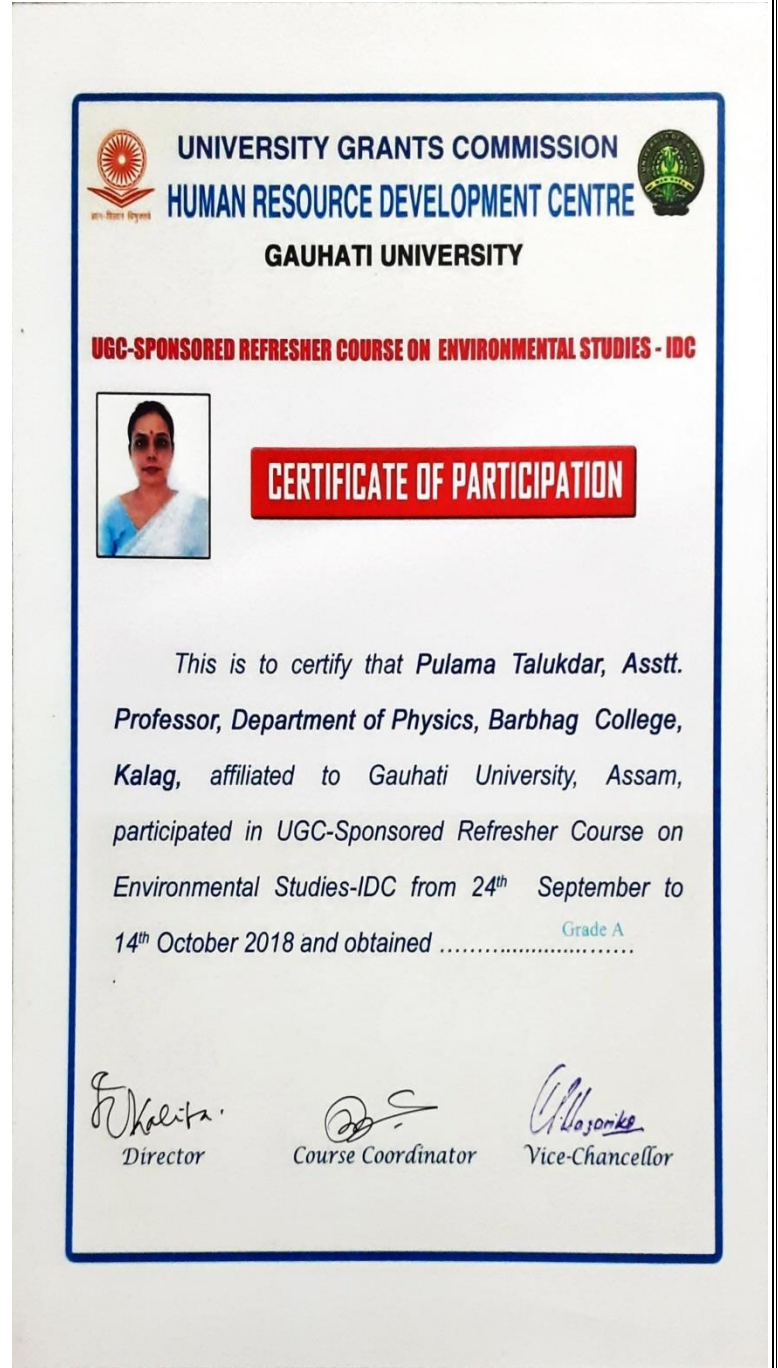 UNIVERSITY GRANTS COMMISSION
HUMAN RESOURCE DEVELOPMENT CENTRE
GAUHATI UNIVERSITY
ज्ञान-विज्ञान विमुक्तये
UGC-SPONSORED REFRESHER COURSE ON ENVIRONMENTAL STUDIES - IDC
CERTIFICATE OF PARTICIPATION
This is to certify that Pulama Talukdar, Asstt.
Professor, Department of Physics, Barbhag College,
Kalag, affiliated to Gauhati University, Assam,
participated in UGC-Sponsored Refresher Course on
Environmental Studies-IDC from 24th September to
14th October 2018 and obtained ........................... Grade A
Kalita.
Hazarika
Director Course Coordinator Vice-Chancellor